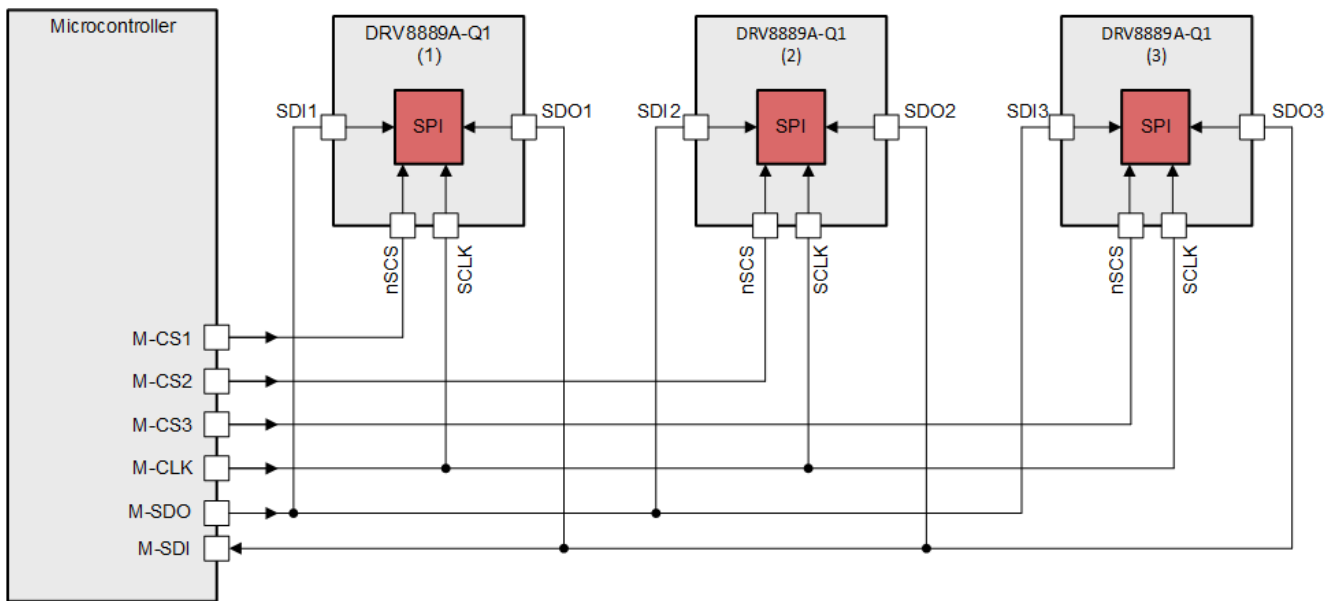 Microcontroller
DRV8889A-Q1
(1)
DRV8889A-Q1
(2)
DRV8889A-Q1
(3)
SDI1
SPI
SDO1
SDI2
SPI
SDO2
SDI3
SPI
SDO3
nSCS
SCLK
nSCS
SCLK
nSCS
SCLK
M-CS1
M-CS2
M-CS3
M-CLK
M-SDO
M-SDI